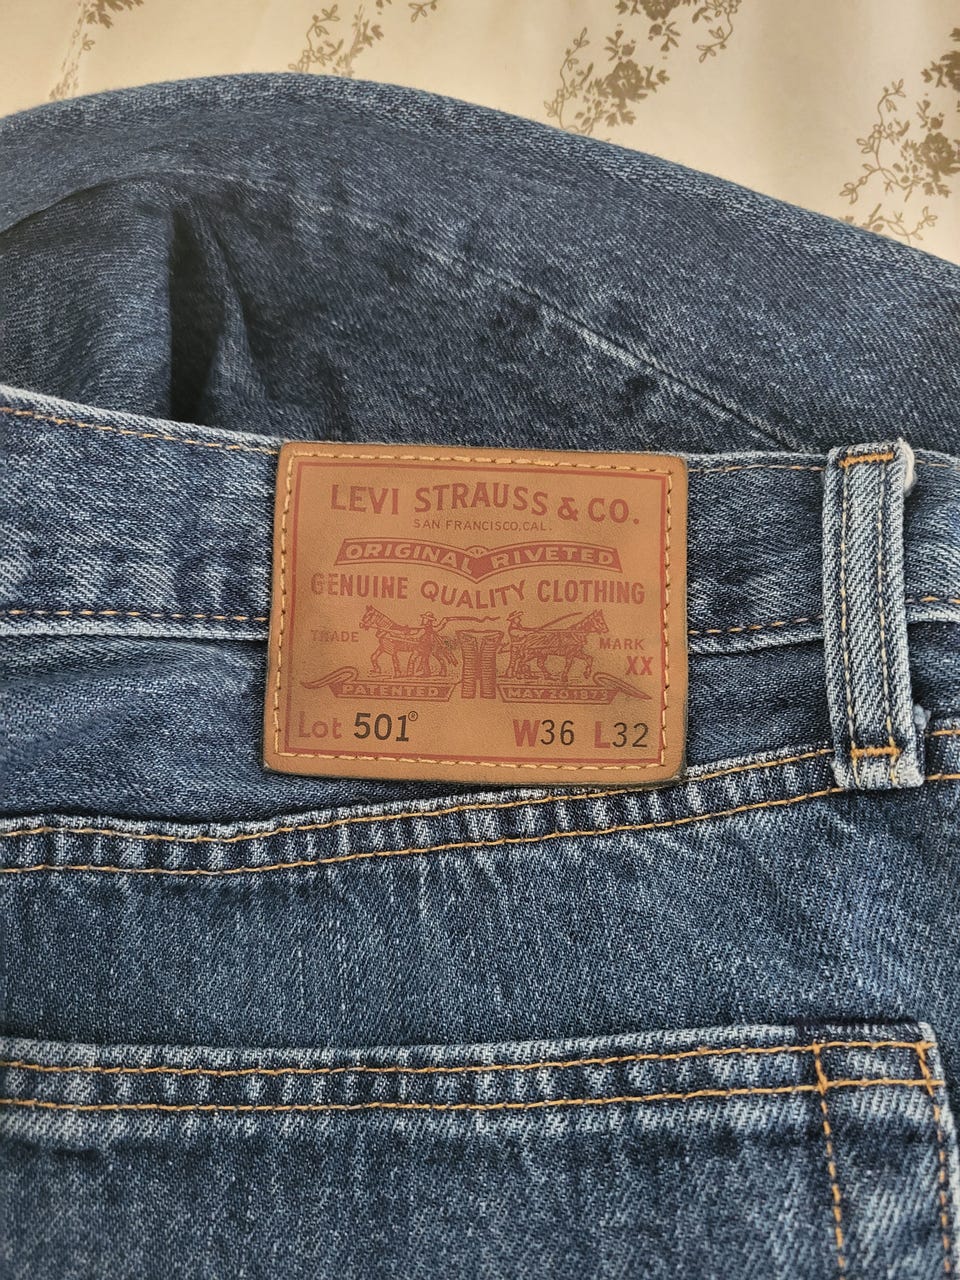 LEVI STRAUSS & CO.
SAN FRANCISCO, CAL.
ORIGINAL RIVETED
GENUINE QUALITY CLOTHING
TRADE MARK
XX
PATENTED MAY 20 1873
Lot 501® W36 L32